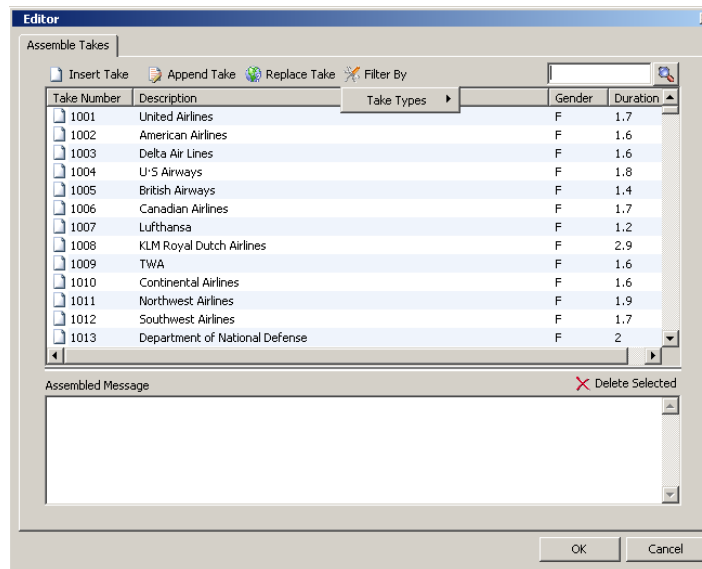 Editor
Assemble Takes
Insert Take Append Take Replace Take Filter By
Take Number Description Gender Duration
Take Types
1001 United Airlines F 1.7
1002 American Airlines F 1.6
1003 Delta Air Lines F 1.6
1004 U·S Airways F 1.8
1005 British Airways F 1.4
1006 Canadian Airlines F 1.7
1007 Lufthansa F 1.2
1008 KLM Royal Dutch Airlines F 2.9
1009 TWA F 1.6
1010 Continental Airlines F 1.6
1011 Northwest Airlines F 1.9
1012 Southwest Airlines F 1.7
1013 Department of National Defense F 2
Assembled Message Delete Selected
OK Cancel